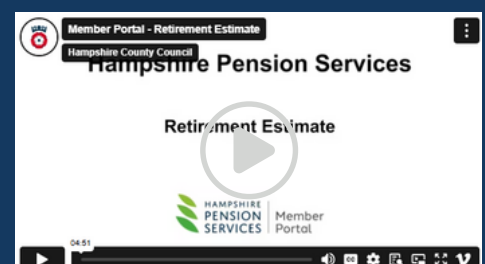 Member Portal - Retirement Estimate
Hampshire County Council
Hampshire Pension Services
Retirement Estimate
HAMPSHIRE
PENSION
SERVICES
Member
Portal
04:51
CC